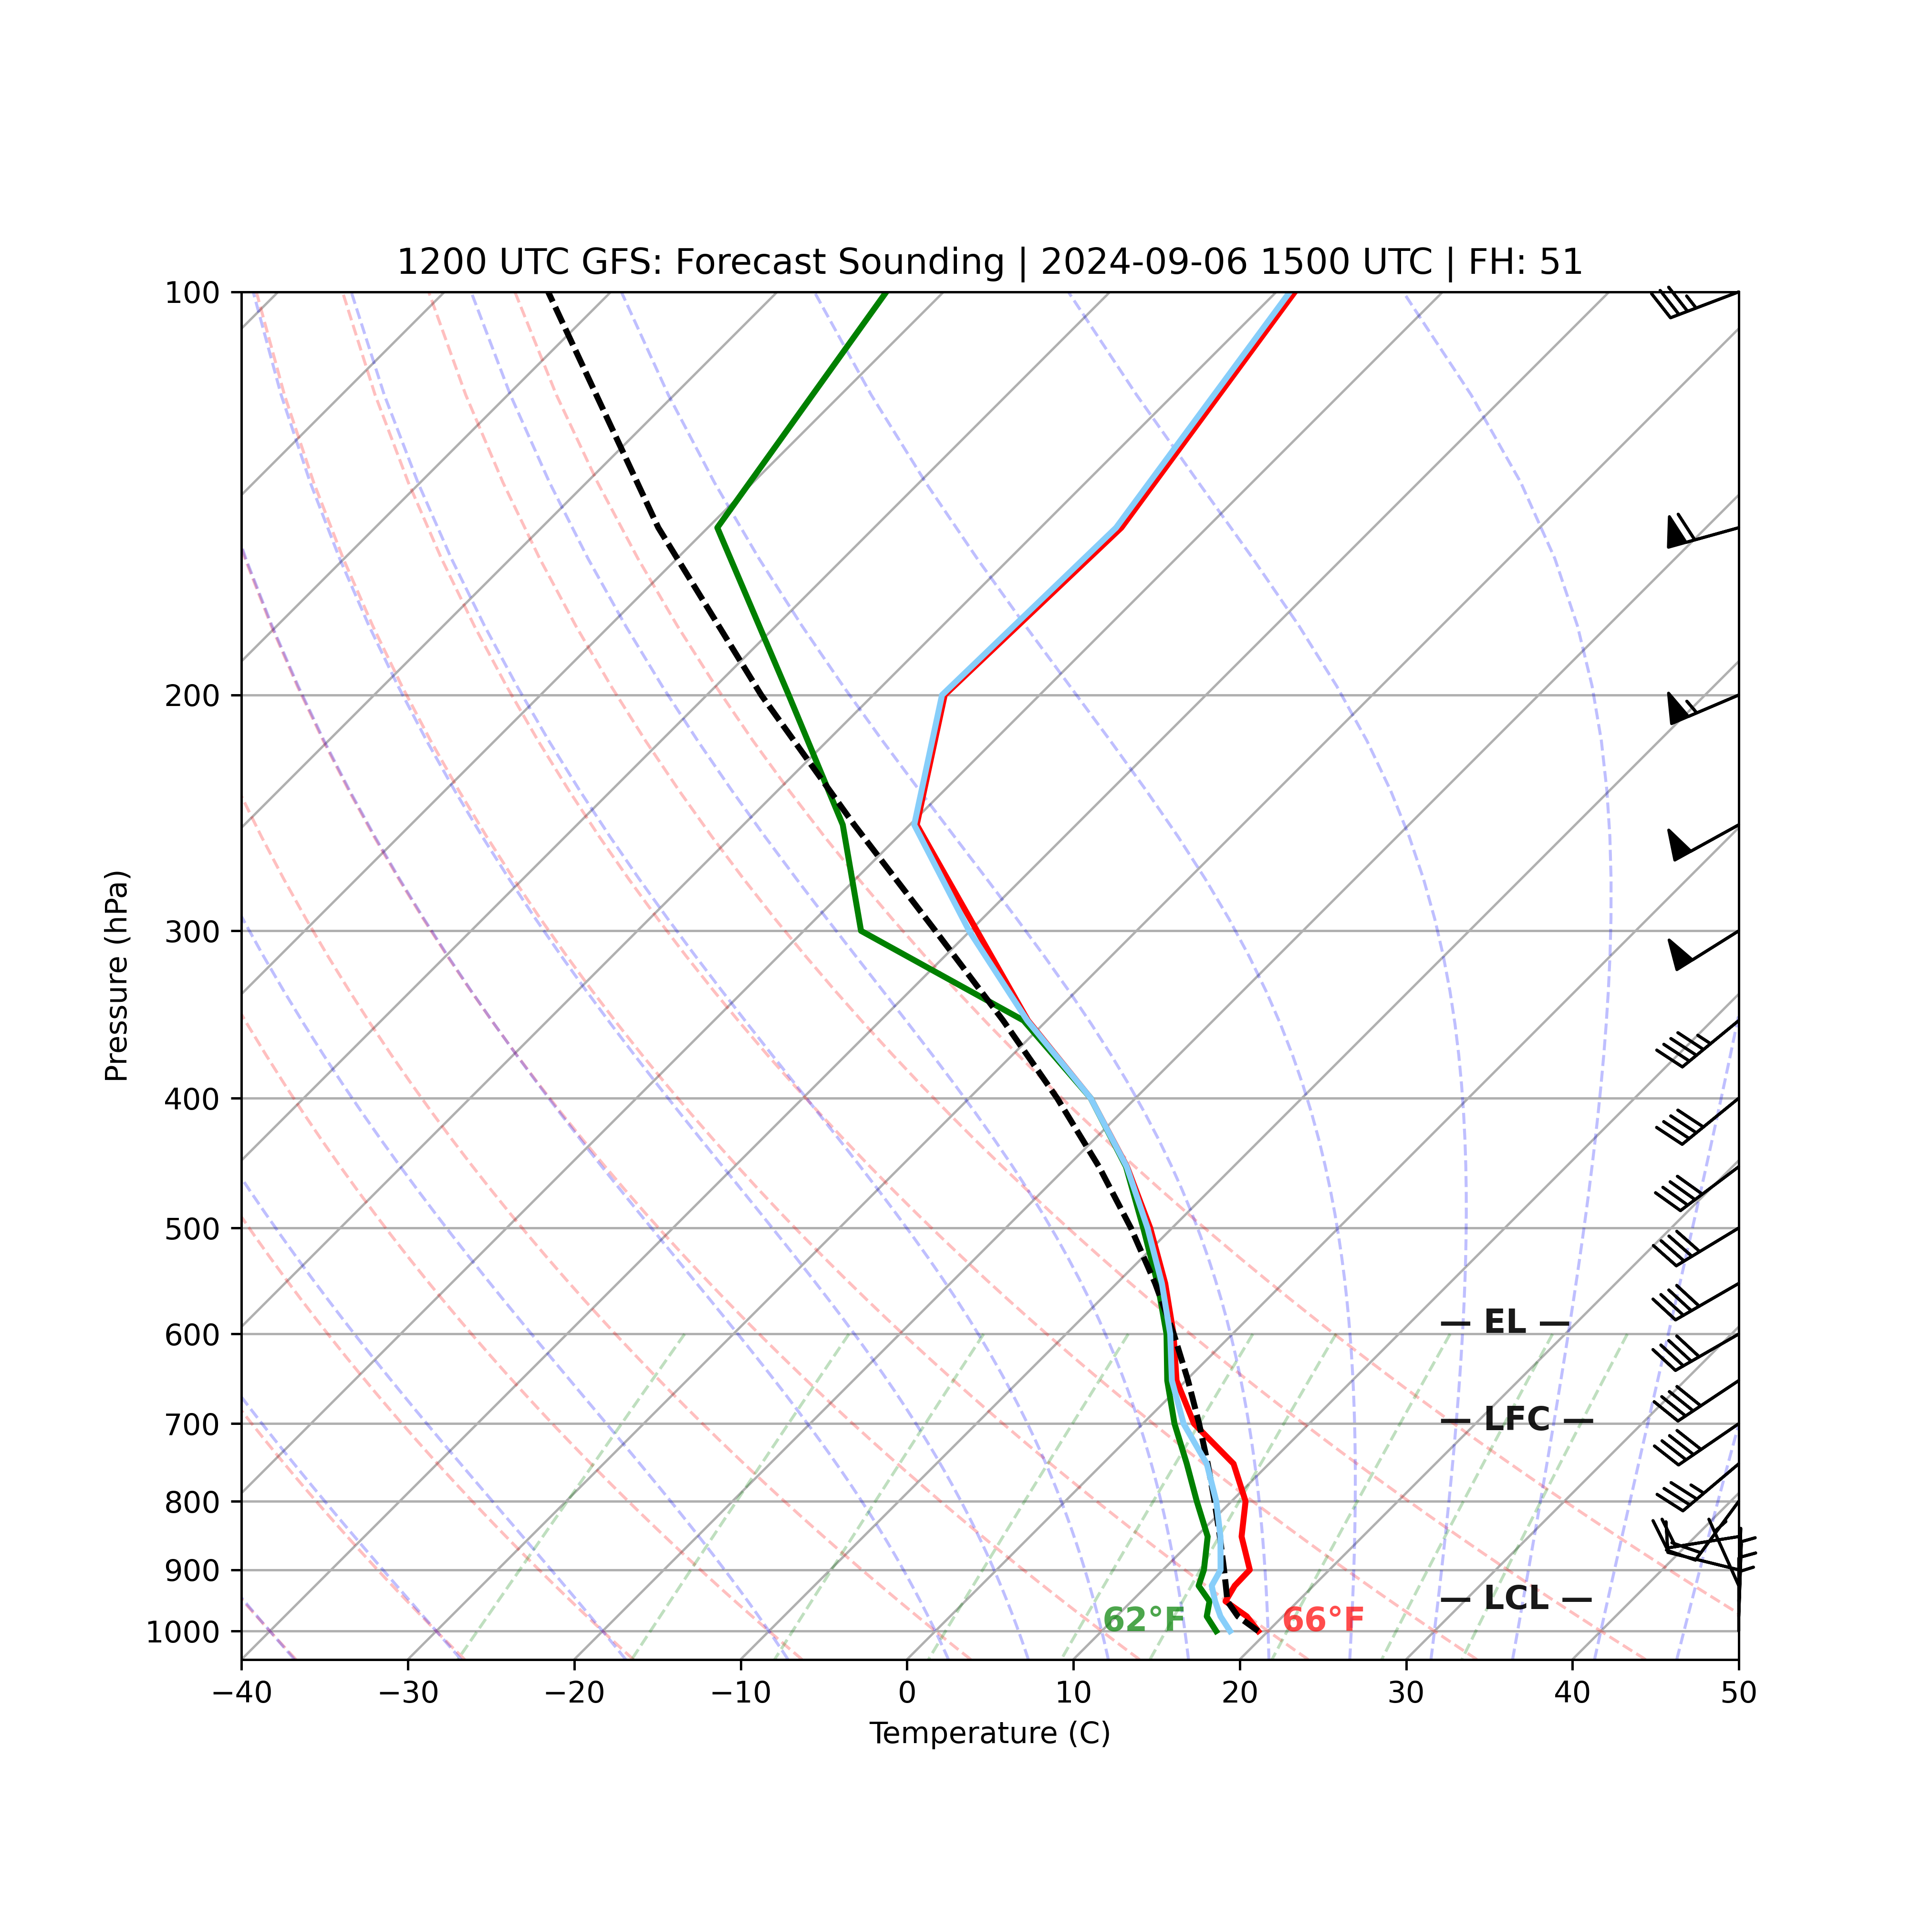 1200 UTC GFS: Forecast Sounding | 2024-09-06 1500 UTC | FH: 51
100
200
300
400
500
600
700
800
900
1000
Pressure (hPa)
— EL —
— LFC —
— LCL —
62°F
66°F
−40 −30 −20 −10 0 10 20 30 40 50
Temperature (C)